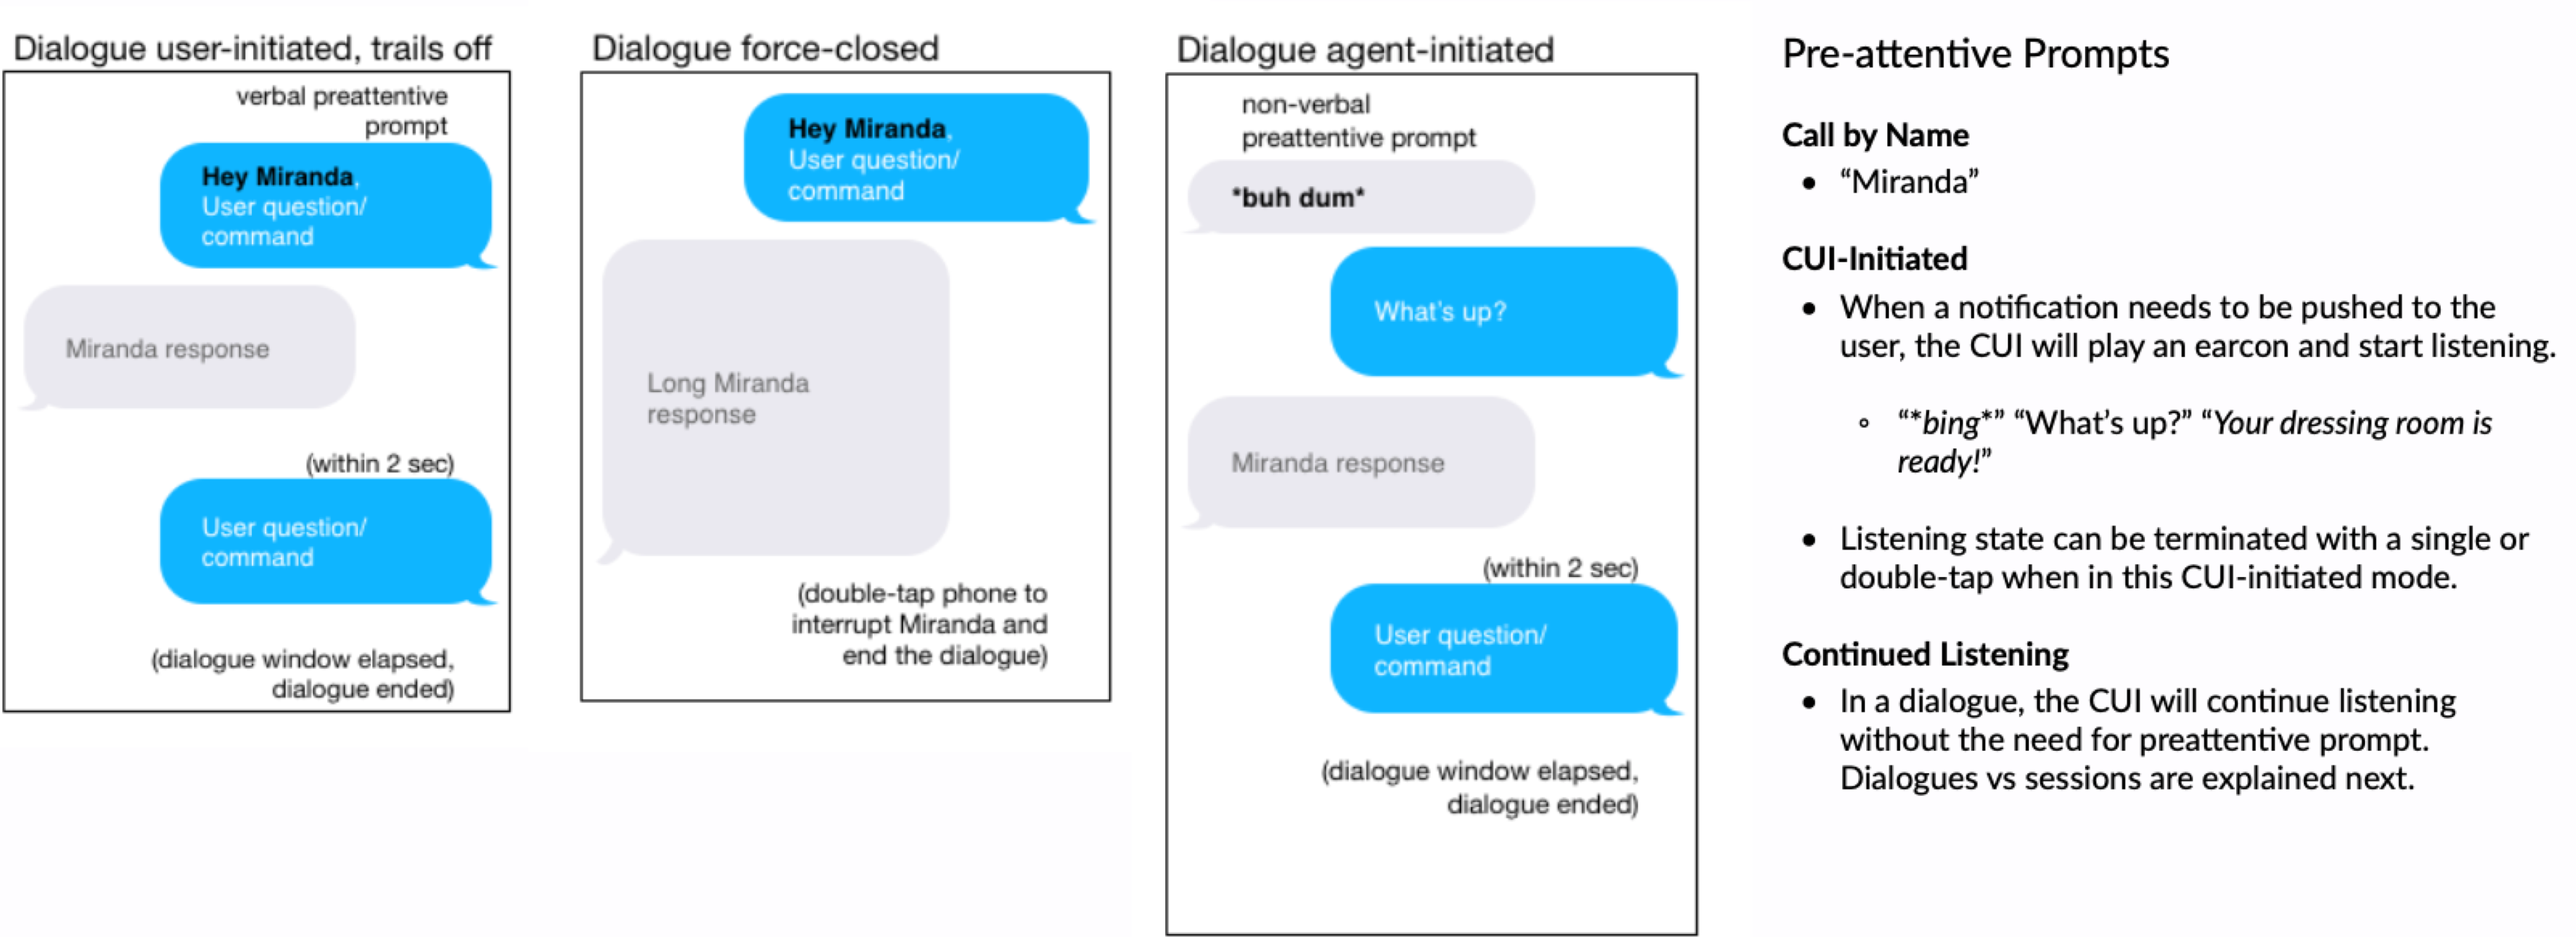 Dialogue user-initiated, trails off
verbal preattentive
prompt
Hey Miranda,
User question/
command
Miranda response
(within 2 sec)
User question/
command
(dialogue window elapsed,
dialogue ended)
Dialogue force-closed
Hey Miranda,
User question/
command
Long Miranda
response
(double-tap phone to
interrupt Miranda and
end the dialogue)
Dialogue agent-initiated
non-verbal
preattentive prompt
*buh dum*
What's up?
Miranda response
(within 2 sec)
User question/
command
(dialogue window elapsed,
dialogue ended)
Pre-attentive Prompts
Call by Name
• “Miranda”
CUI-Initiated
• When a notification needs to be pushed to the
user, the CUI will play an earcon and start listening.
◦ “*bing*” “What’s up?” “Your dressing room is
ready!”
• Listening state can be terminated with a single or
double-tap when in this CUI-initiated mode.
Continued Listening
• In a dialogue, the CUI will continue listening
without the need for preattentive prompt.
Dialogues vs sessions are explained next.